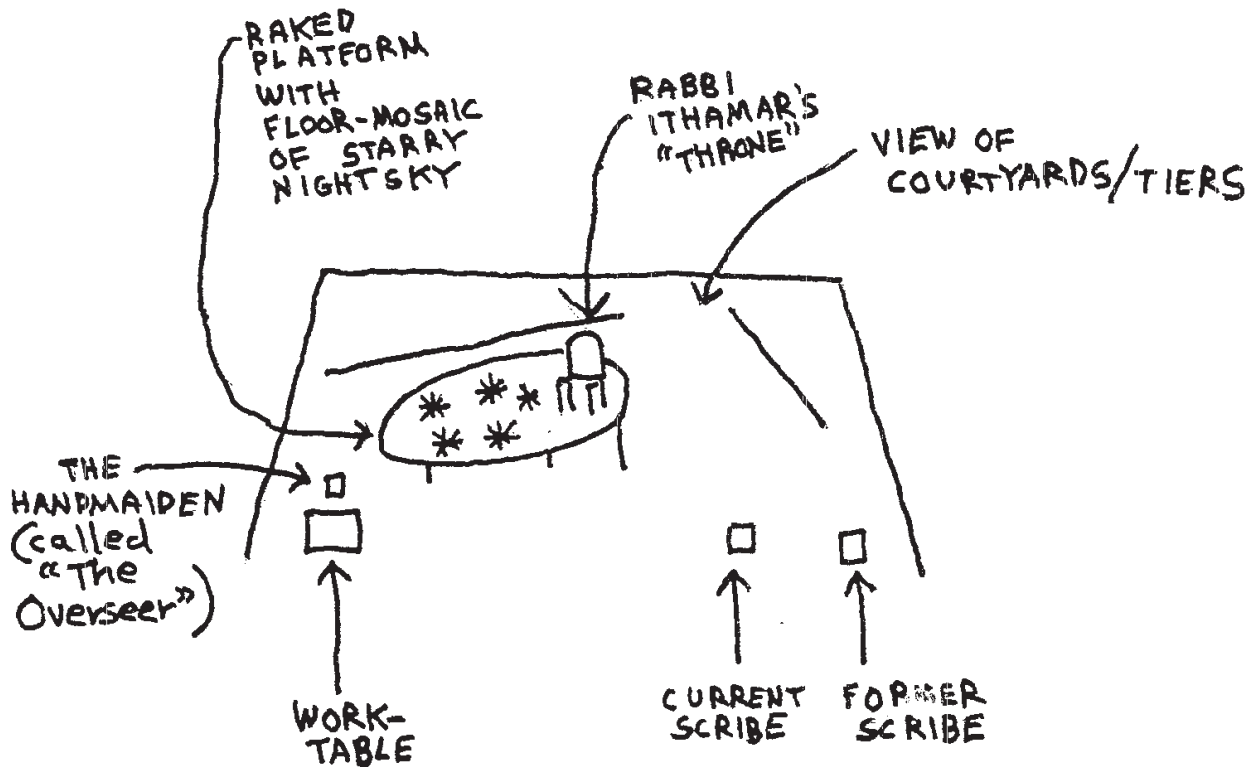 RAKED
PLATFORM
WITH
FLOOR-MOSAIC
OF STARRY
NIGHTSKY
RABBI
ITHAMAR'S
"THRONE"
VIEW OF
COURTYARDS/TIERS
THE
HANDMAIDEN
(called
"The
Overseer")
WORK-
TABLE
CURRENT
SCRIBE
FORMER
SCRIBE